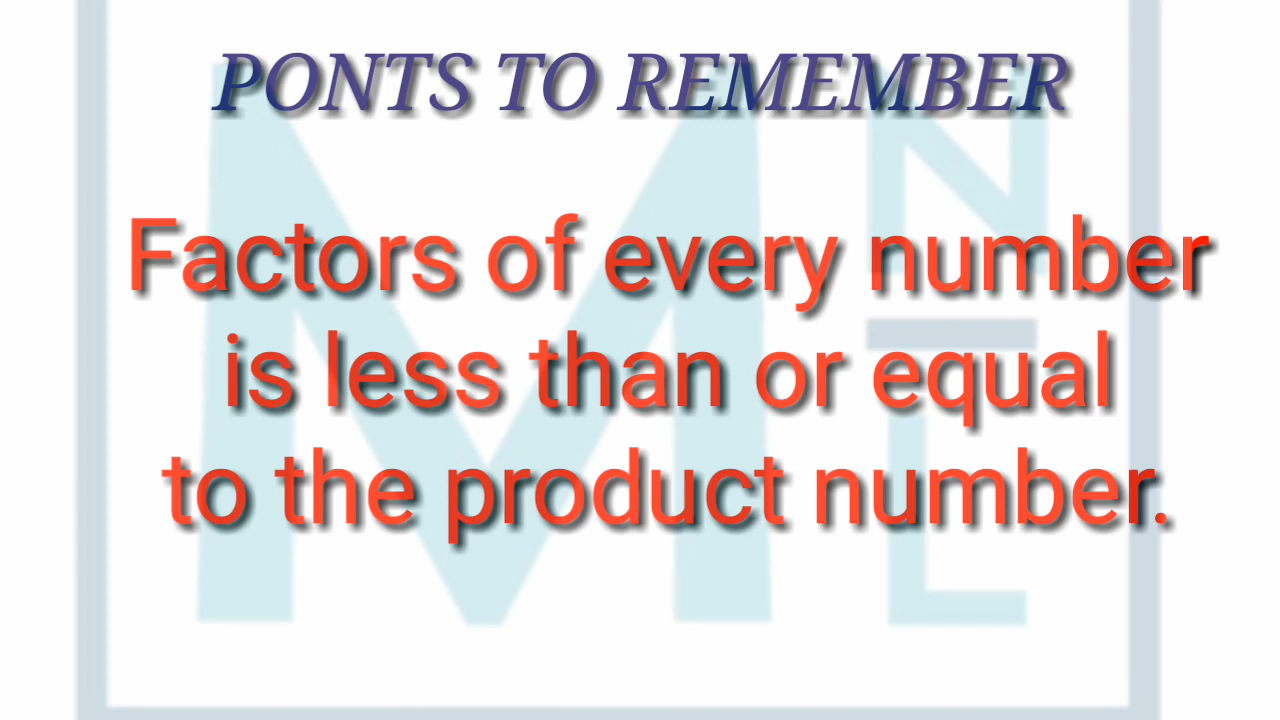 PONTS TO REMEMBER
Factors of every number
is less than or equal
to the product number.
M
N
L